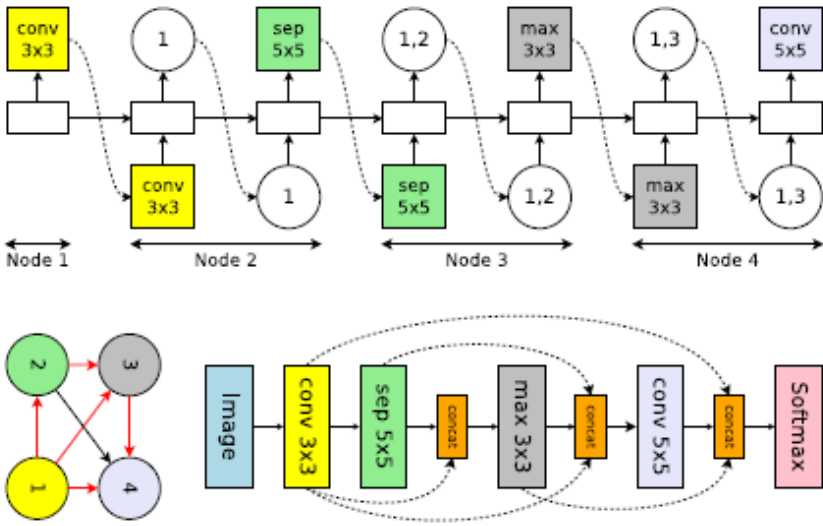 conv
3x3
1
sep
5x5
1,2
max
3x3
1,3
conv
5x5
conv
3x3
1
sep
5x5
1,2
max
3x3
1,3
Node 1
Node 2
Node 3
Node 4
2
3
1
4
Image
conv 3x3
sep 5x5
concat
max 3x3
concat
conv 5x5
concat
Softmax